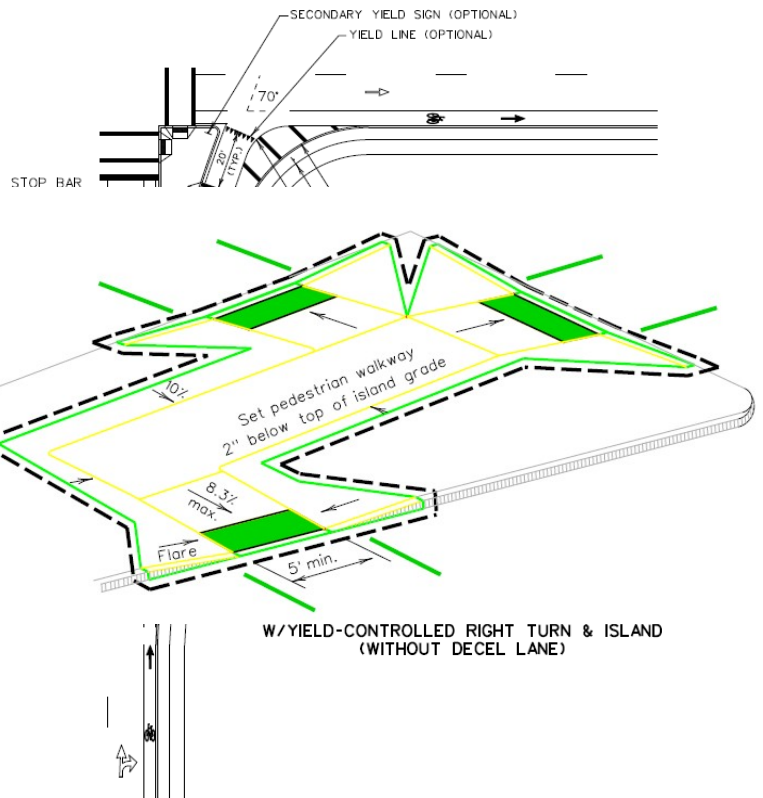 SECONDARY YIELD SIGN (OPTIONAL)
YIELD LINE (OPTIONAL)
70°
20'
(TYP.)
STOP BAR
10%
Set pedestrian walkway
2" below top of island grade
8.3%
max.
Flare
5' min.
W/YIELD-CONTROLLED RIGHT TURN & ISLAND
(WITHOUT DECEL LANE)